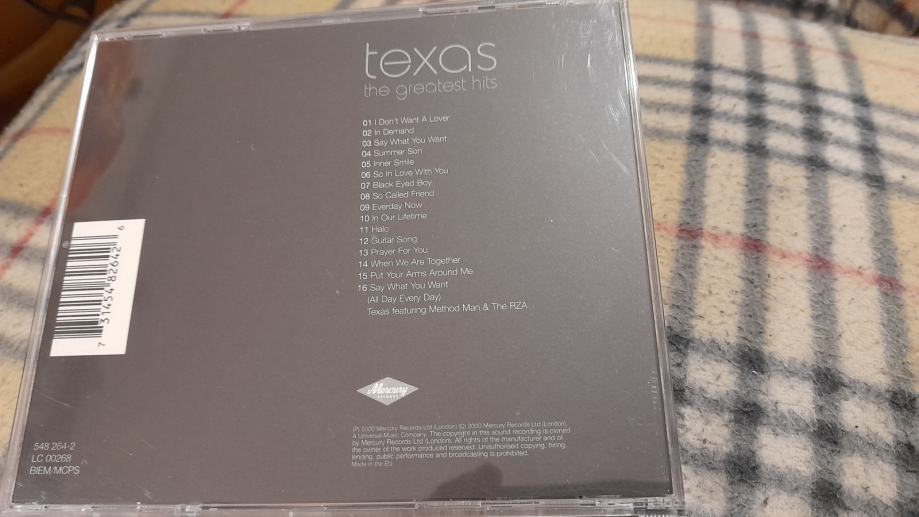 texas
the greatest hits
01 I Don't Want A Lover
02 In Demand
03 Say What You Want
04 Summer Son
05 Inner Smile
06 So In Love With You
07 Black Eyed Boy
08 So Called Friend
09 Everday Now
10 In Our Lifetime
11 Halo
12 Guitar Song
13 Prayer For You
14 When We Are Together
15 Put Your Arms Around Me
16 Say What You Want
(All Day Every Day)
Texas featuring Method Man & The RZA
7 31454 82642 6
Mercury
RECORDS
(P) 2000 Mercury Records Ltd (London) (C) 2000 Mercury Records Ltd (London).
A Universal Music Company. The copyright in this sound recording is owned
by Mercury Records Ltd (London). All rights of the manufacturer and of
the owner of the work produced reserved. Unauthorised copying, hiring,
lending, public performance and broadcasting is prohibited.
Made in the EU.
548 264-2
LC 00268
BIEM/MCPS